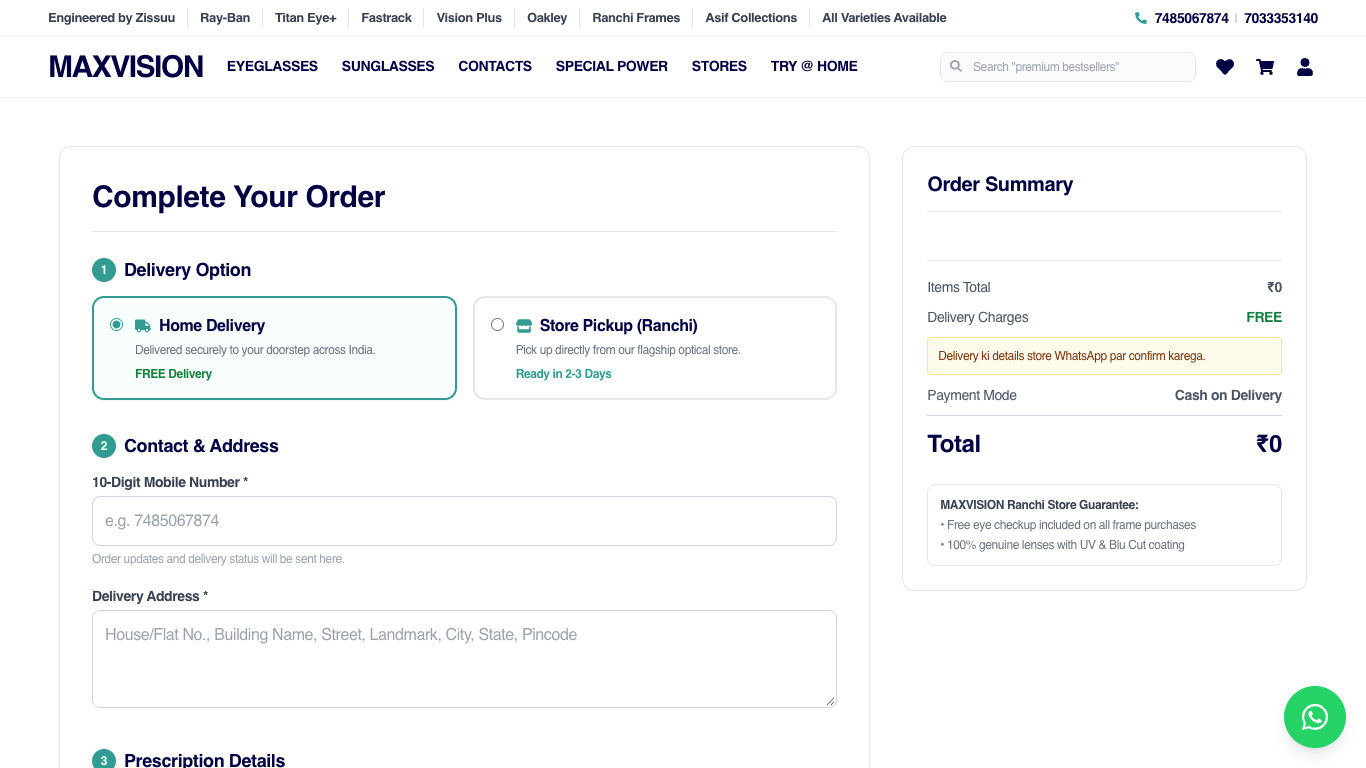 Engineered by Zissuu Ray-Ban Titan Eye+ Fastrack Vision Plus Oakley Ranchi Frames Asif Collections All Varieties Available 7485067874 | 7033353140
MAXVISION EYEGLASSES SUNGLASSES CONTACTS SPECIAL POWER STORES TRY @ HOME Search "premium bestsellers"
Complete Your Order
1 Delivery Option
Home Delivery
Delivered securely to your doorstep across India.
FREE Delivery
Store Pickup (Ranchi)
Pick up directly from our flagship optical store.
Ready in 2-3 Days
2 Contact & Address
10-Digit Mobile Number *
e.g. 7485067874
Order updates and delivery status will be sent here.
Delivery Address *
House/Flat No., Building Name, Street, Landmark, City, State, Pincode
3 Prescription Details
Order Summary
Items Total ₹0
Delivery Charges FREE
Delivery ki details store WhatsApp par confirm karega.
Payment Mode Cash on Delivery
Total ₹0
MAXVISION Ranchi Store Guarantee:
• Free eye checkup included on all frame purchases
• 100% genuine lenses with UV & Blu Cut coating